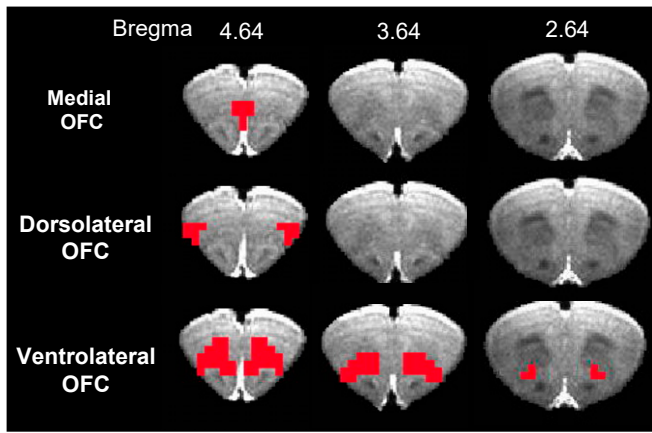 Bregma 4.64 3.64 2.64
Medial
OFC
Dorsolateral
OFC
Ventrolateral
OFC